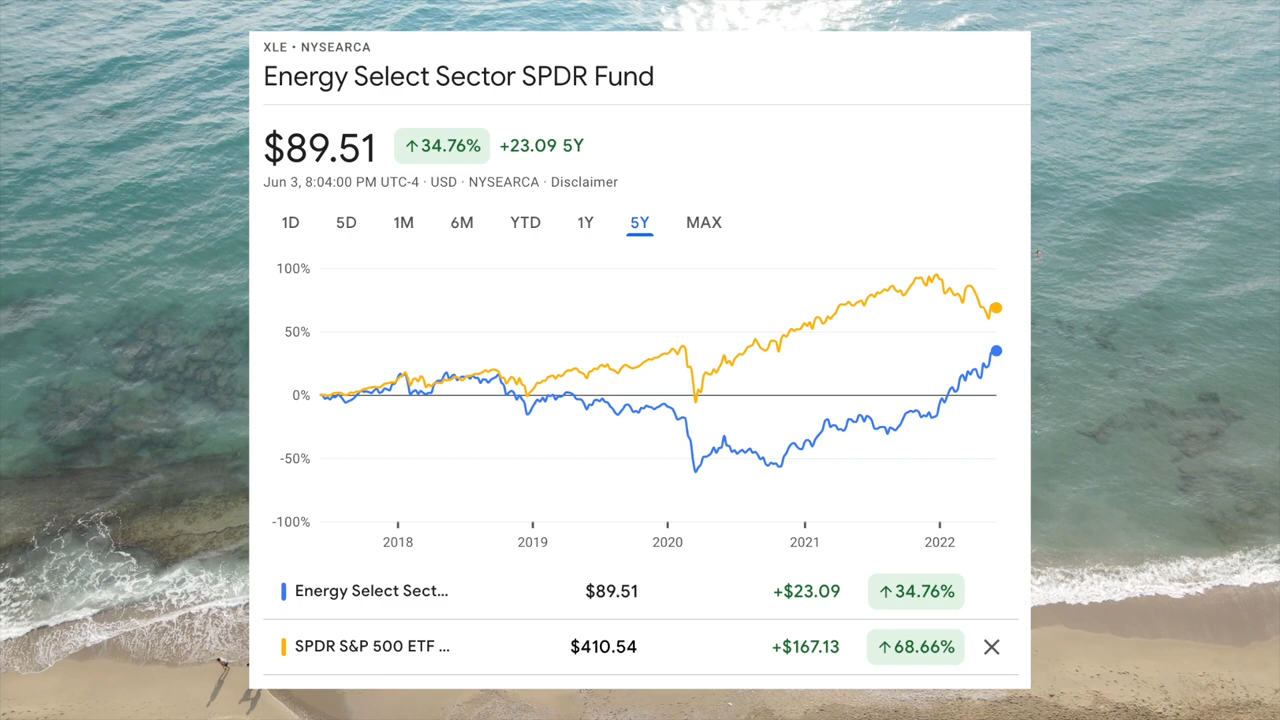 XLE • NYSEARCA
Energy Select Sector SPDR Fund
$89.51 ↑34.76% +23.09 5Y
Jun 3, 8:04:00 PM UTC-4 · USD · NYSEARCA · Disclaimer
1D 5D 1M 6M YTD 1Y 5Y MAX
100%
50%
0%
-50%
-100%
2018 2019 2020 2021 2022
Energy Select Sect... $89.51 +$23.09 ↑34.76%
SPDR S&P 500 ETF ... $410.54 +$167.13 ↑68.66%